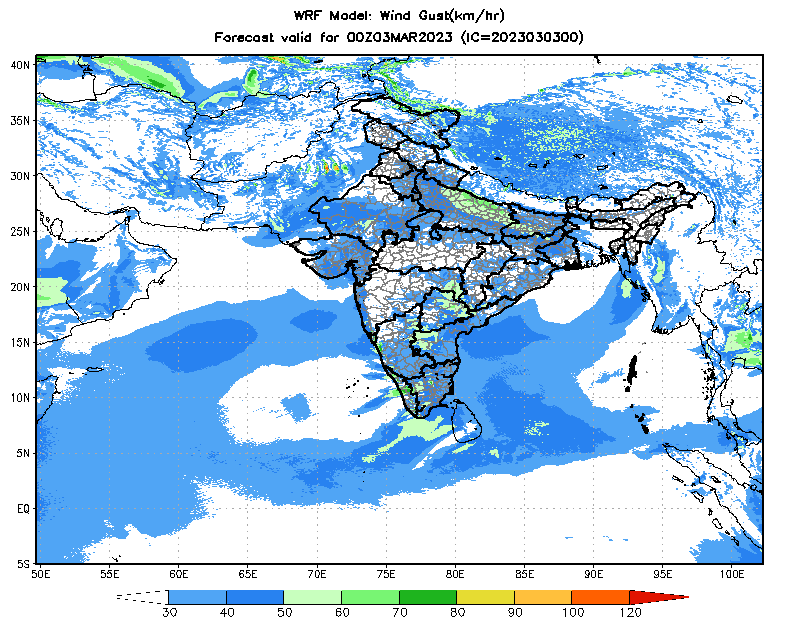 WRF Model: Wind Gust(km/hr)
Forecast valid for 00Z03MAR2023 (IC=2023030300)
40N
35N
30N
25N
20N
15N
10N
5N
EQ
5S
50E 55E 60E 65E 70E 75E 80E 85E 90E 95E 100E
30 40 50 60 70 80 90 100 120